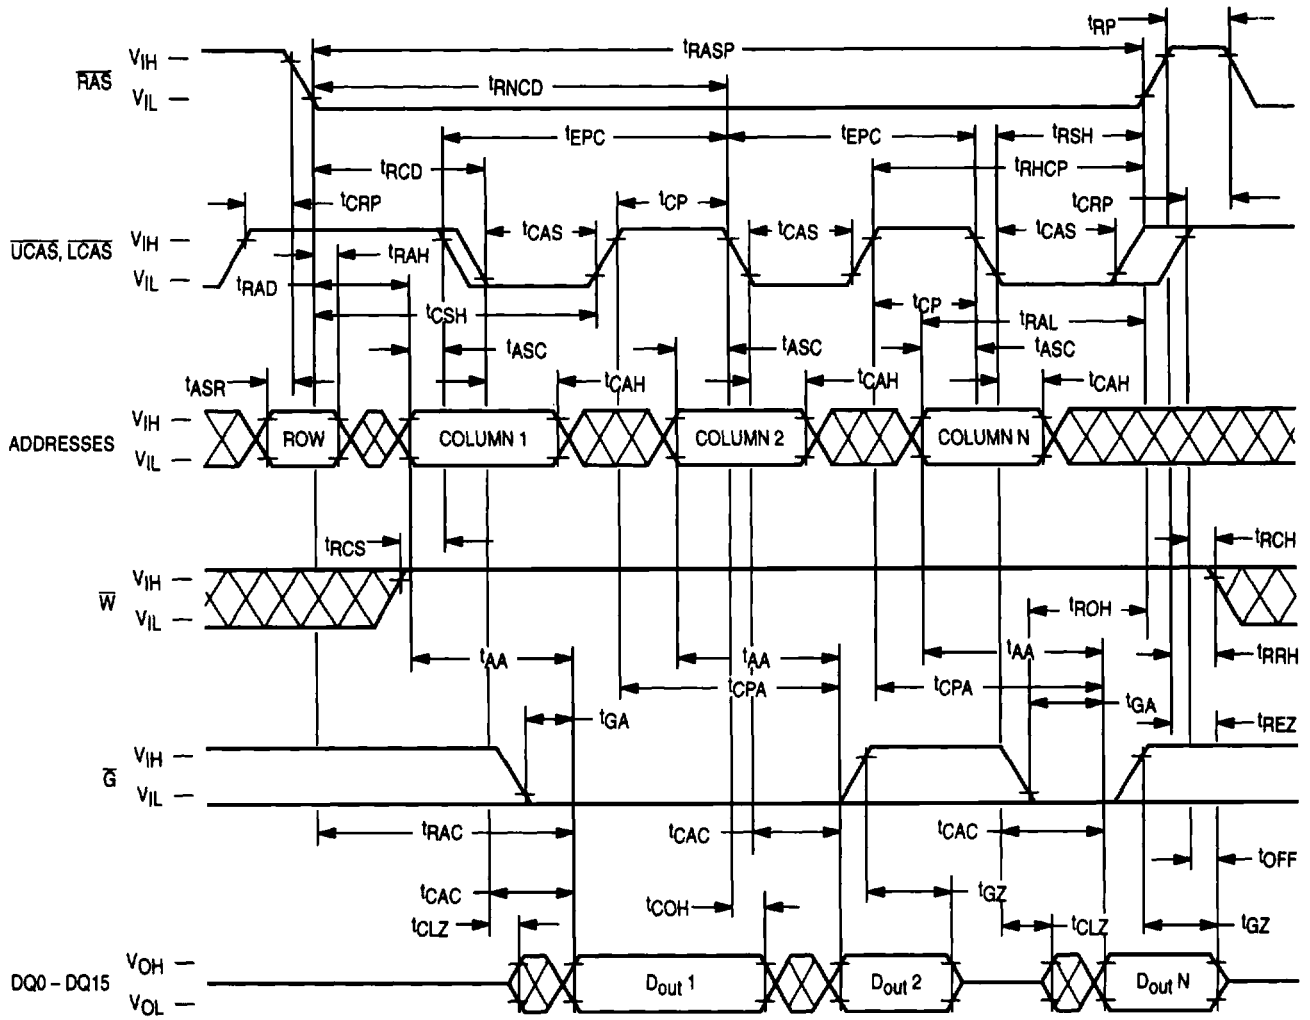 tRP
VIH
tRASP
RAS
tRNCD
VIL
tEPC tEPC tRSH
tRCD tRHCP
tCRP tCP tCRP
UCAS, LCAS VIH tRAH tCAS tCAS tCAS
VIL tRAD
tCSH tCP tRAL
tASC tASC tASC
tASR tCAH tCAH tCAH
ADDRESSES VIH ROW COLUMN 1 COLUMN 2 COLUMN N
VIL
tRCS tRCH
W VIH
VIL tROH
tAA tAA tAA tRRH
tCPA tCPA
tGA tGA tREZ
G VIH
VIL
tRAC tCAC tCAC
tOFF
tCAC tCOH tGZ
tCLZ tCLZ tGZ
DQ0 – DQ15 VOH Dout 1 Dout 2 Dout N
VOL